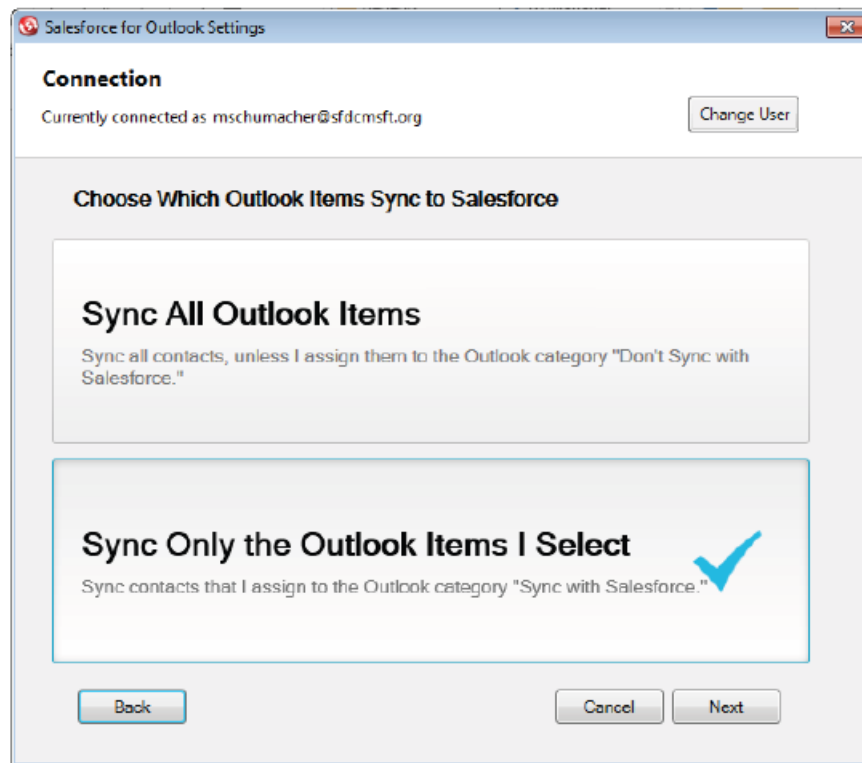 Salesforce for Outlook Settings
Connection
Currently connected as mschumacher@sfdcmsft.org
Change User
Choose Which Outlook Items Sync to Salesforce
Sync All Outlook Items
Sync all contacts, unless I assign them to the Outlook category "Don't Sync with
Salesforce."
Sync Only the Outlook Items I Select
Sync contacts that I assign to the Outlook category "Sync with Salesforce."
Back
Cancel
Next